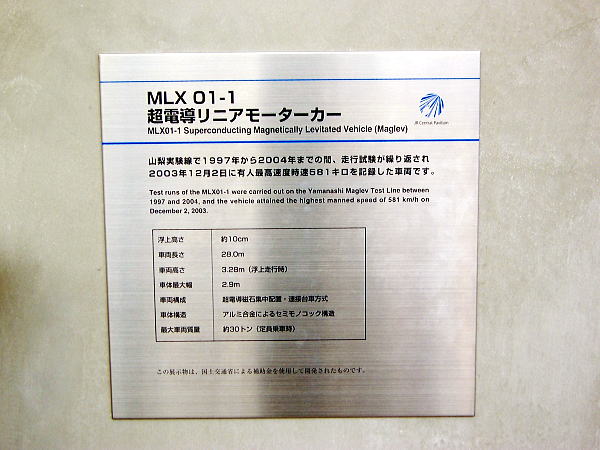 MLX 01-1
超電導リニアモーターカー
MLX01-1 Superconducting Magnetically Levitated Vehicle (Maglev)
JR Central Pavilion
山梨実験線で1997年から2004年までの間、走行試験が繰り返され
2003年12月2日に有人最高速度時速581キロを記録した車両です。
Test runs of the MLX01-1 were carried out on the Yamanashi Maglev Test Line between
1997 and 2004, and the vehicle attained the highest manned speed of 581 km/h on
December 2, 2003.
浮上高さ 約10cm
車両長さ 28.0m
車両高さ 3.28m（浮上走行時）
車体最大幅 2.9m
車両構成 超電導磁石集中配置・連接台車方式
車体構造 アルミ合金によるセミモノコック構造
最大車両質量 約30トン（定員乗車時）
この展示物は、国土交通省による補助金を使用して開発されたものです。